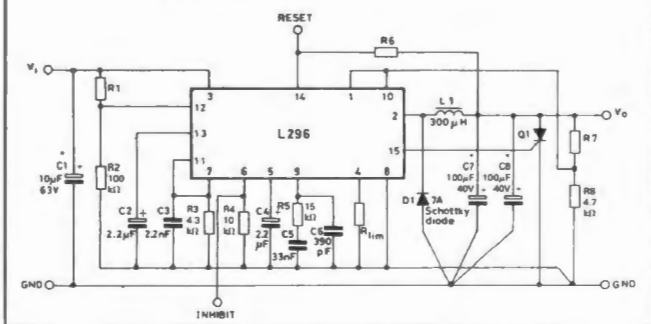 RESET
R6
Vi
R1
3
14
1
10
12
2
L1
300µH
Vo
13
L296
Q1
15
R7
C1
10µF
63V
R2
100
kΩ
11
7
6
5
9
4
8
C7
100µF
40V
C8
100µF
40V
C2
2.2µF
C3
2.2nF
R3
4.3
kΩ
R4
10
kΩ
C4
2.2
µF
R5
15
kΩ
C5
33nF
C6
390
pF
Rlim
D1
7A
Schottky
diode
R8
4.7
kΩ
GND
GND
INHIBIT